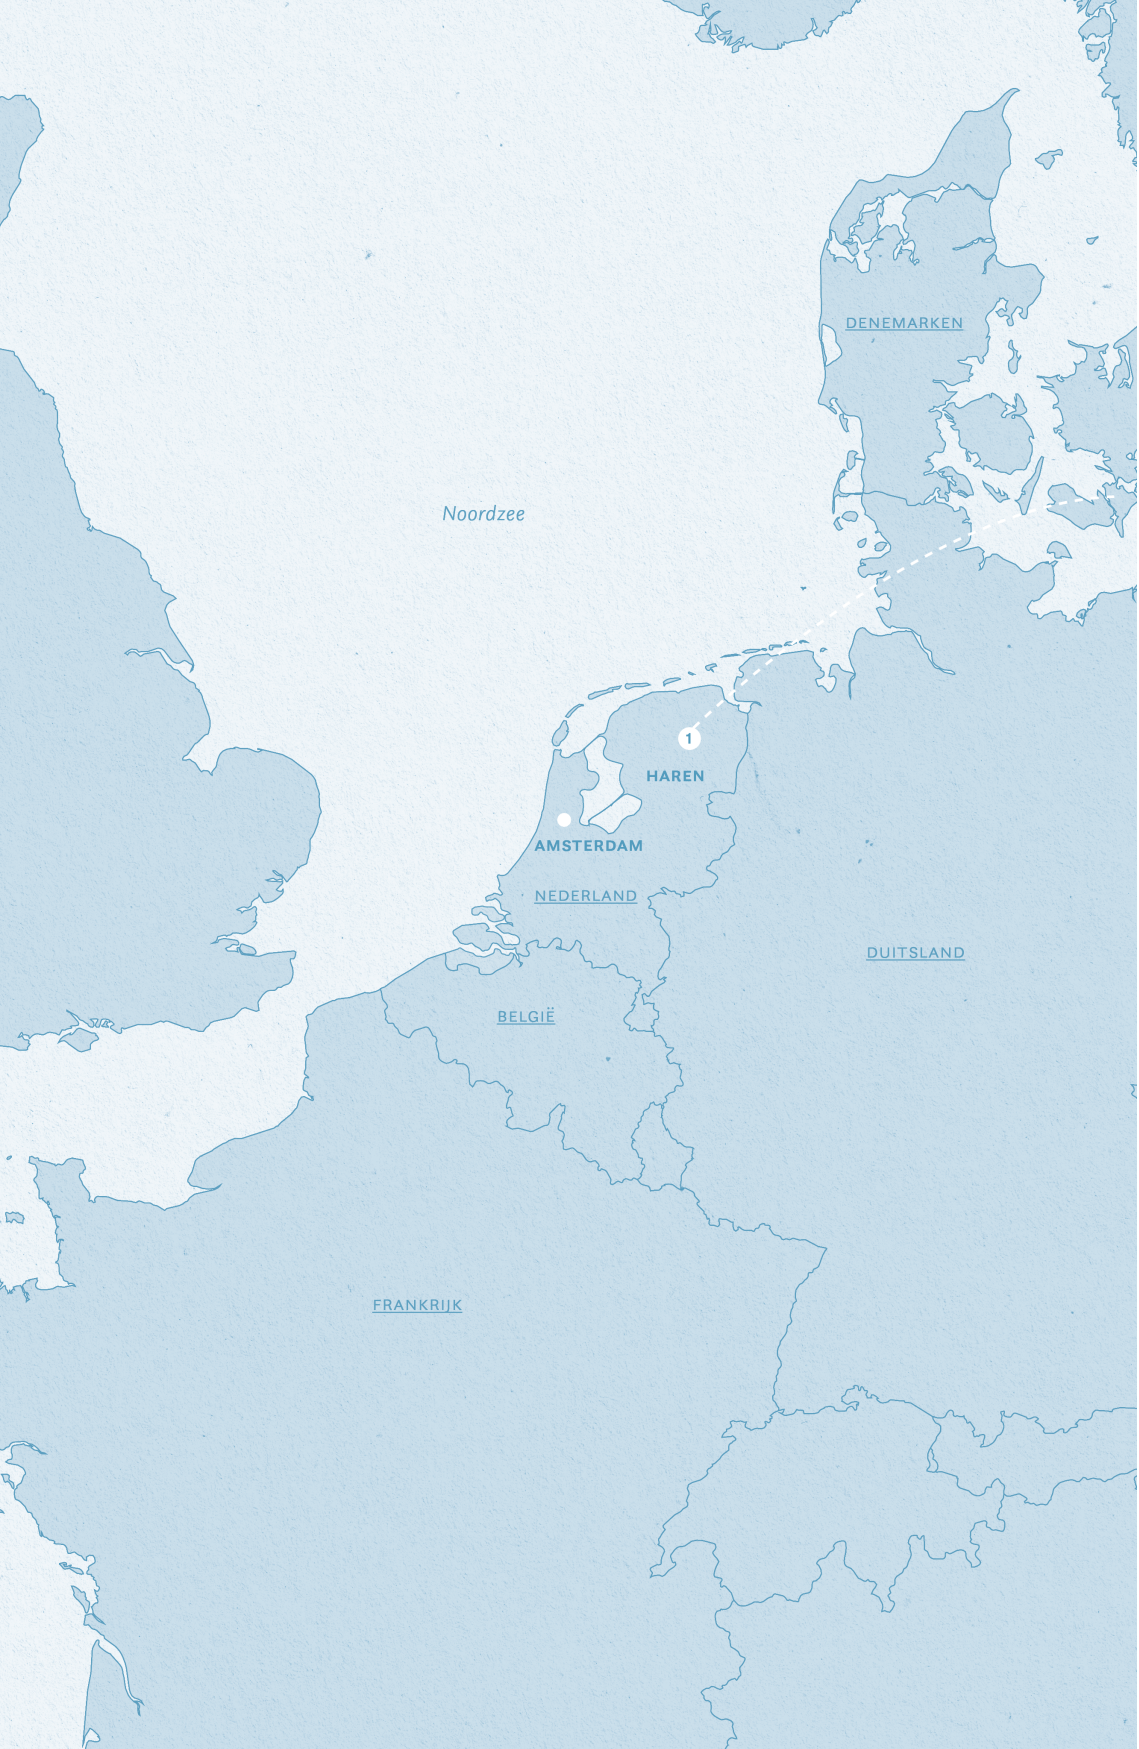 DENEMARKEN
Noordzee
1
HAREN
AMSTERDAM
NEDERLAND
DUITSLAND
BELGIË
FRANKRIJK